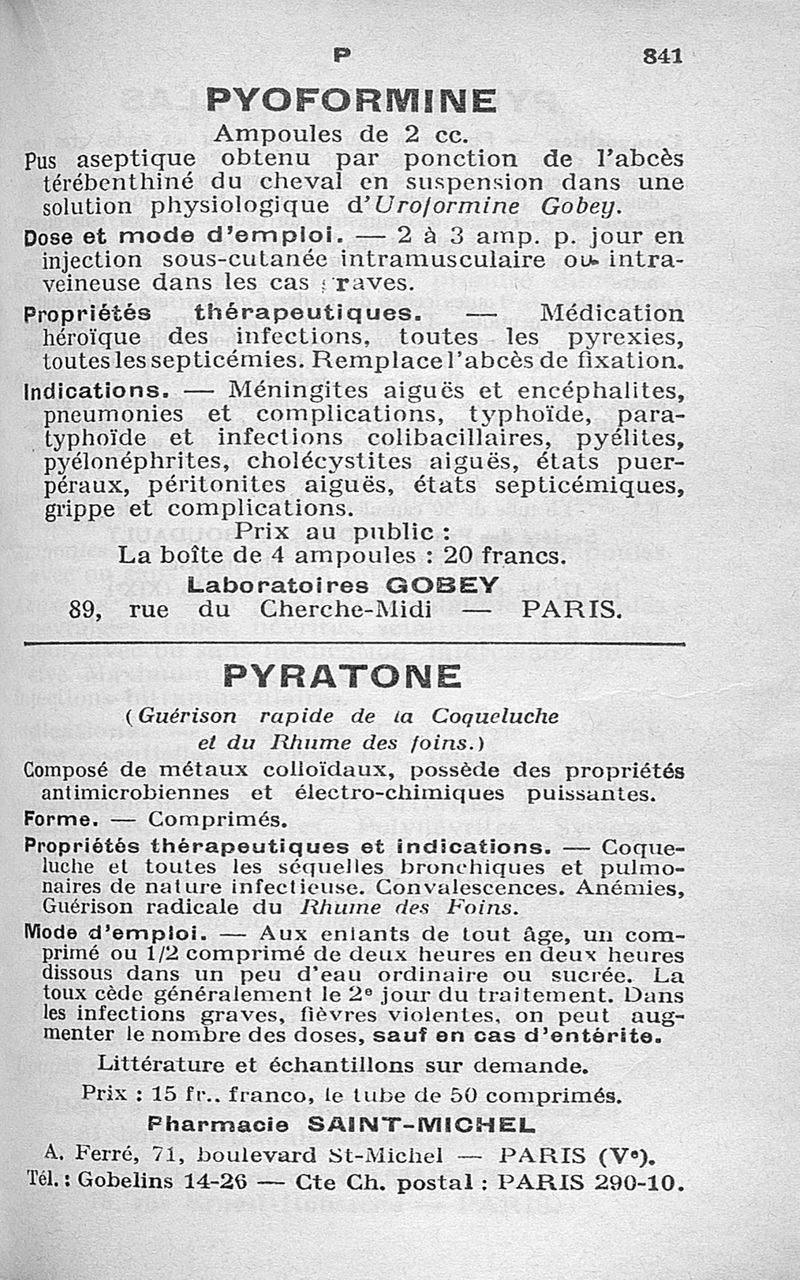 P 841
PYOFORMINE
Ampoules de 2 cc.
Pus aseptique obtenu par ponction de l'abcès
térébenthiné du cheval en suspension dans une
solution physiologique d'Uroformine Gobey.
Dose et mode d'emploi. — 2 à 3 amp. p. jour en
injection sous-cutanée intramusculaire ou intra-
veineuse dans les cas graves.
Propriétés thérapeutiques. — Médication
héroïque des infections, toutes les pyrexies,
toutes les septicémies. Remplace l'abcès de fixation.
Indications. — Méningites aiguës et encéphalites,
pneumonies et complications, typhoïde, para-
typhoïde et infections colibacillaires, pyélites,
pyélonéphrites, cholécystites aiguës, états puer-
péraux, péritonites aiguës, états septicémiques,
grippe et complications.
Prix au public :
La boîte de 4 ampoules : 20 francs.
Laboratoires GOBEY
89, rue du Cherche-Midi — PARIS.
PYRATONE
(Guérison rapide de la Coqueluche
et du Rhume des foins.)
Composé de métaux colloïdaux, possède des propriétés
antimicrobiennes et électro-chimiques puissantes.
Forme. — Comprimés.
Propriétés thérapeutiques et indications. — Coque-
luche et toutes les séquelles bronchiques et pulmo-
naires de nature infectieuse. Convalescences. Anémies,
Guérison radicale du Rhume des Foins.
Mode d'emploi. — Aux enfants de tout âge, un com-
primé ou 1/2 comprimé de deux heures en deux heures
dissous dans un peu d'eau ordinaire ou sucrée. La
toux cède généralement le 2e jour du traitement. Dans
les infections graves, fièvres violentes, on peut aug-
menter le nombre des doses, sauf en cas d'entérite.
Littérature et échantillons sur demande.
Prix : 15 fr.. franco, le tube de 50 comprimés.
Pharmacie SAINT-MICHEL
A. Ferré, 71, boulevard St-Michel — PARIS (Ve).
Tél. : Gobelins 14-26 — Cte Ch. postal : PARIS 290-10.